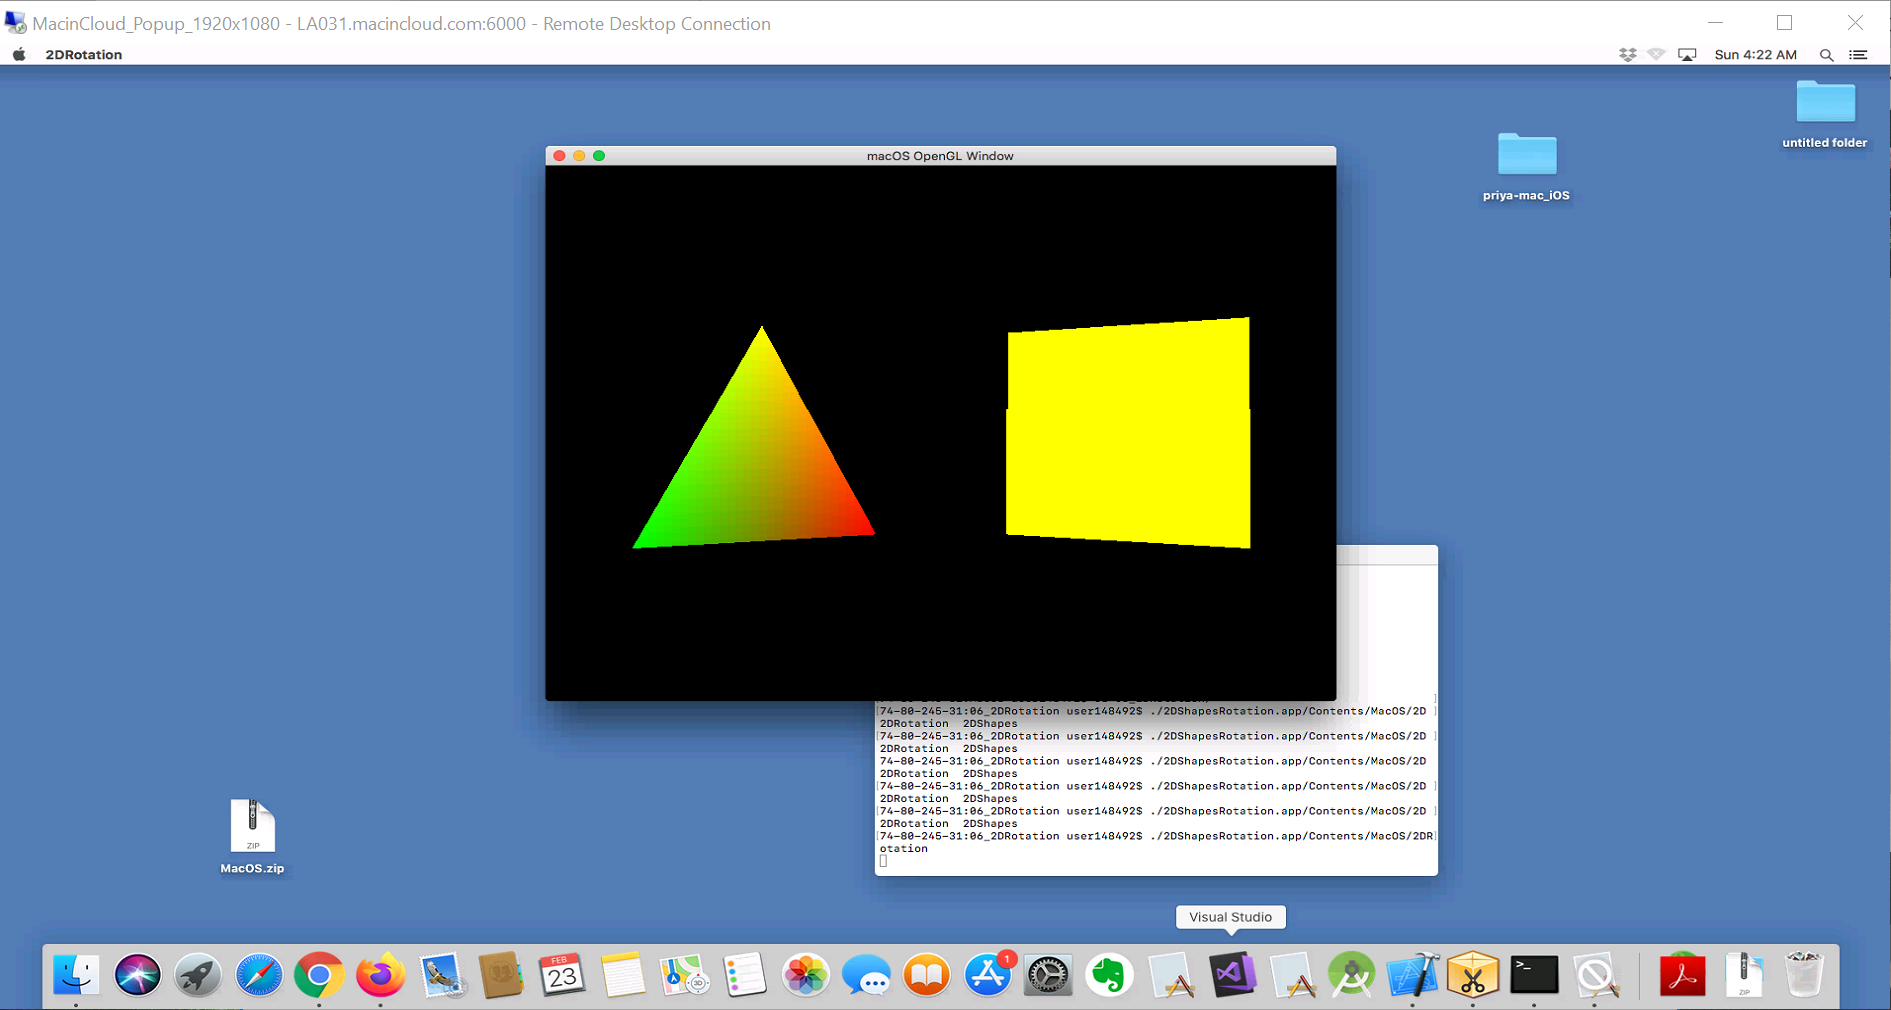 MacinCloud_Popup_1920x1080 - LA031.macincloud.com:6000 - Remote Desktop Connection
2DRotation
Sun 4:22 AM
untitled folder
priya-mac_iOS
macOS OpenGL Window
[74-80-245-31:06_2DRotation user148492$ ./2DShapesRotation.app/Contents/MacOS/2D ]
2DRotation  2DShapes
[74-80-245-31:06_2DRotation user148492$ ./2DShapesRotation.app/Contents/MacOS/2D ]
2DRotation  2DShapes
74-80-245-31:06_2DRotation user148492$ ./2DShapesRotation.app/Contents/MacOS/2D
2DRotation  2DShapes
[74-80-245-31:06_2DRotation user148492$ ./2DShapesRotation.app/Contents/MacOS/2D ]
2DRotation  2DShapes
[74-80-245-31:06_2DRotation user148492$ ./2DShapesRotation.app/Contents/MacOS/2D ]
2DRotation  2DShapes
[74-80-245-31:06_2DRotation user148492$ ./2DShapesRotation.app/Contents/MacOS/2DR]
otation
ZIP
MacOS.zip
Visual Studio
FEB
23
3D
1
>_
ZIP